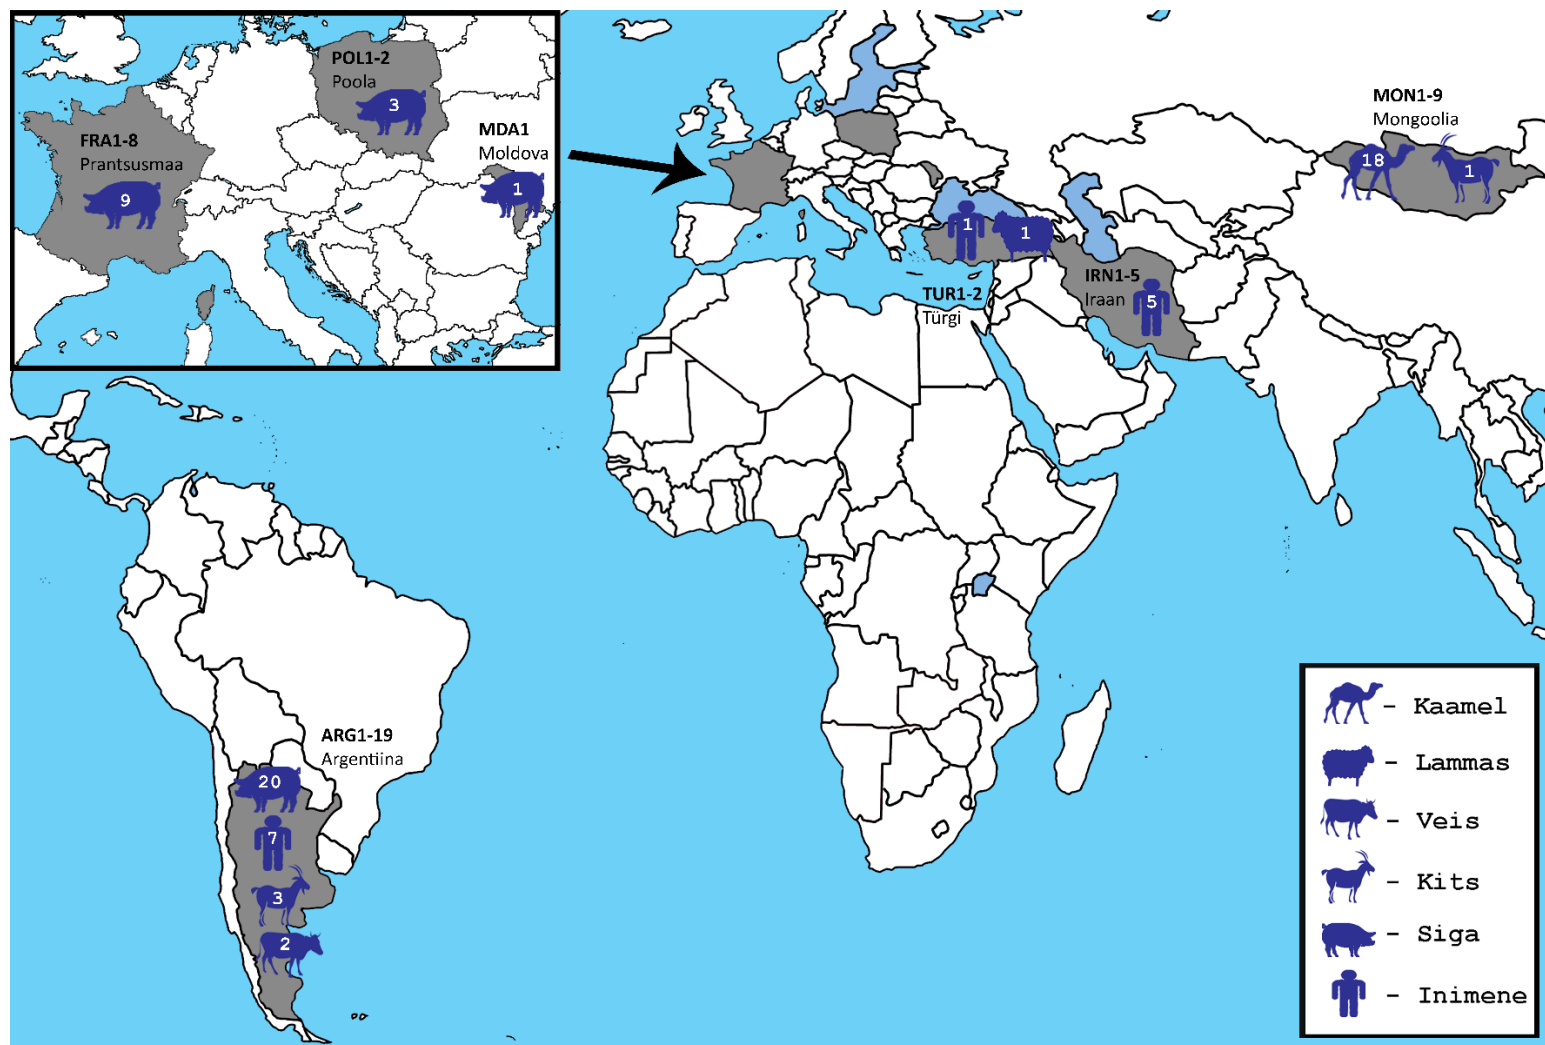 POL1-2
Poola
3
FRA1-8
Prantsusmaa
9
MDA1
Moldova
1
MON1-9
Mongoolia
18
1
1
1
TUR1-2
Türgi
IRN1-5
Iraan
5
ARG1-19
Argentiina
20
7
3
2
- Kaamel
- Lammas
- Veis
- Kits
- Siga
- Inimene